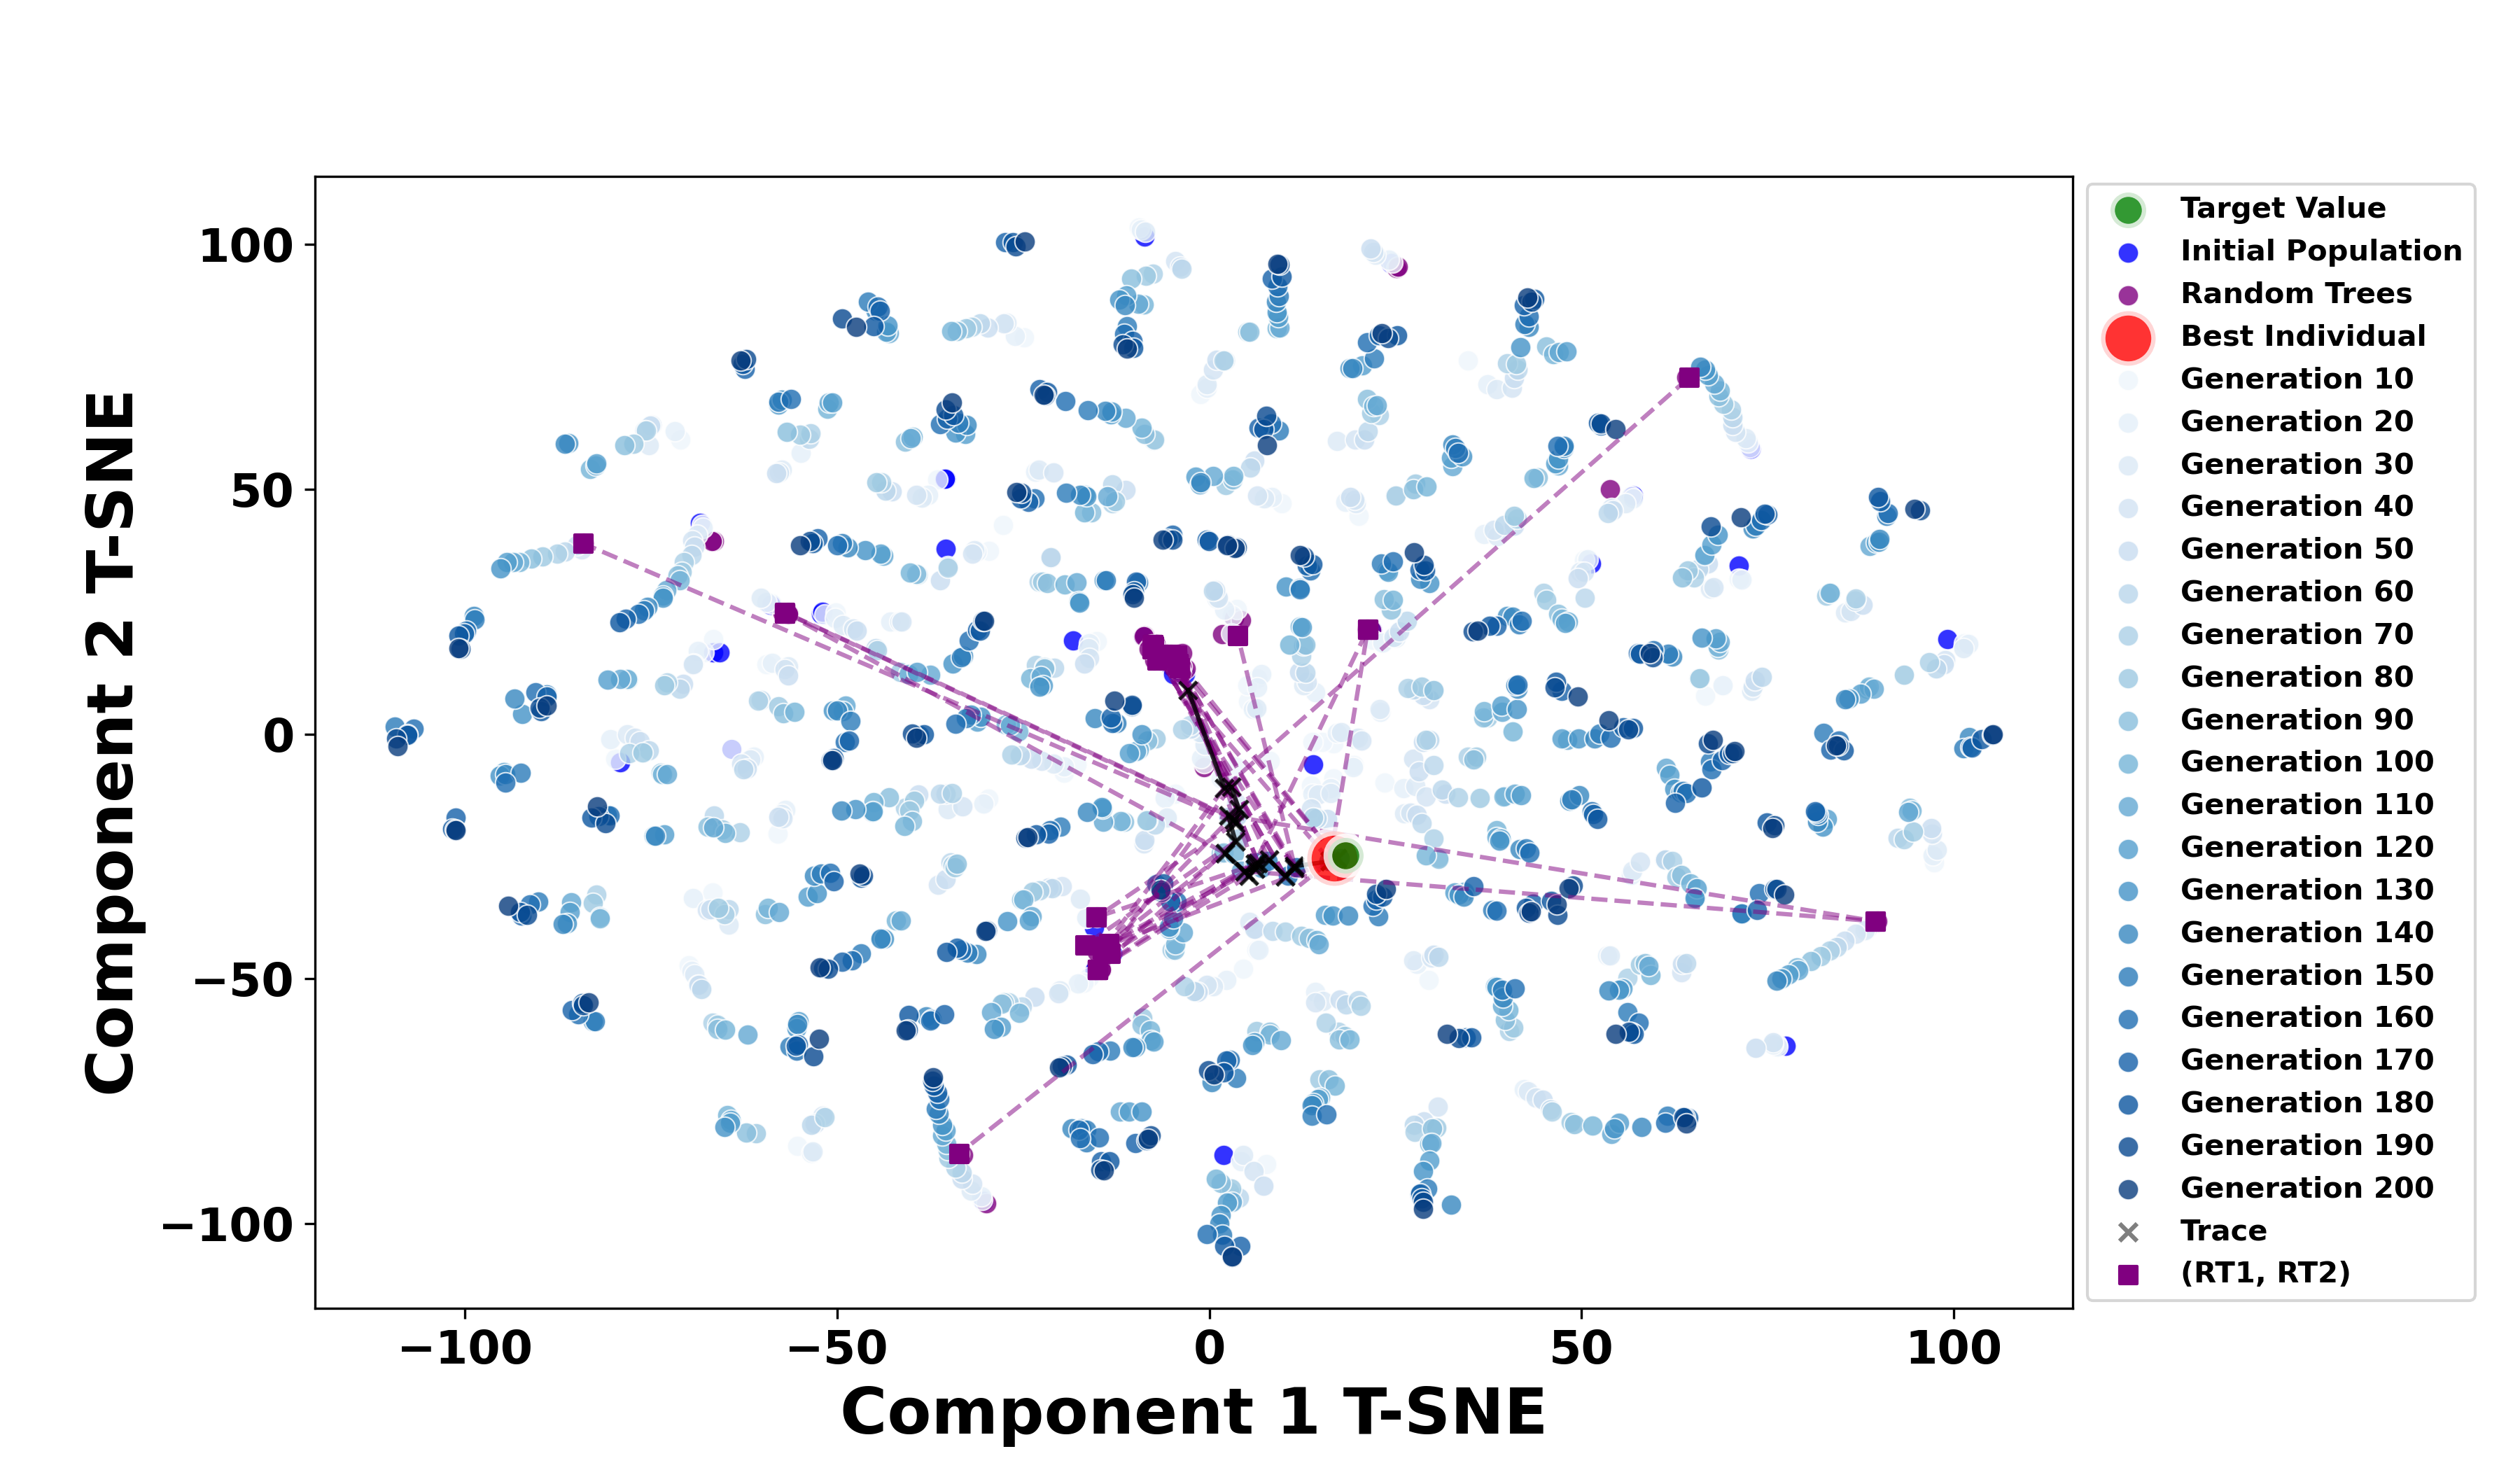 Component 2 T-SNE
100
50
0
−50
−100
−100
−50
0
50
100
Component 1 T-SNE
Target Value
Initial Population
Random Trees
Best Individual
Generation 10
Generation 20
Generation 30
Generation 40
Generation 50
Generation 60
Generation 70
Generation 80
Generation 90
Generation 100
Generation 110
Generation 120
Generation 130
Generation 140
Generation 150
Generation 160
Generation 170
Generation 180
Generation 190
Generation 200
Trace
(RT1, RT2)